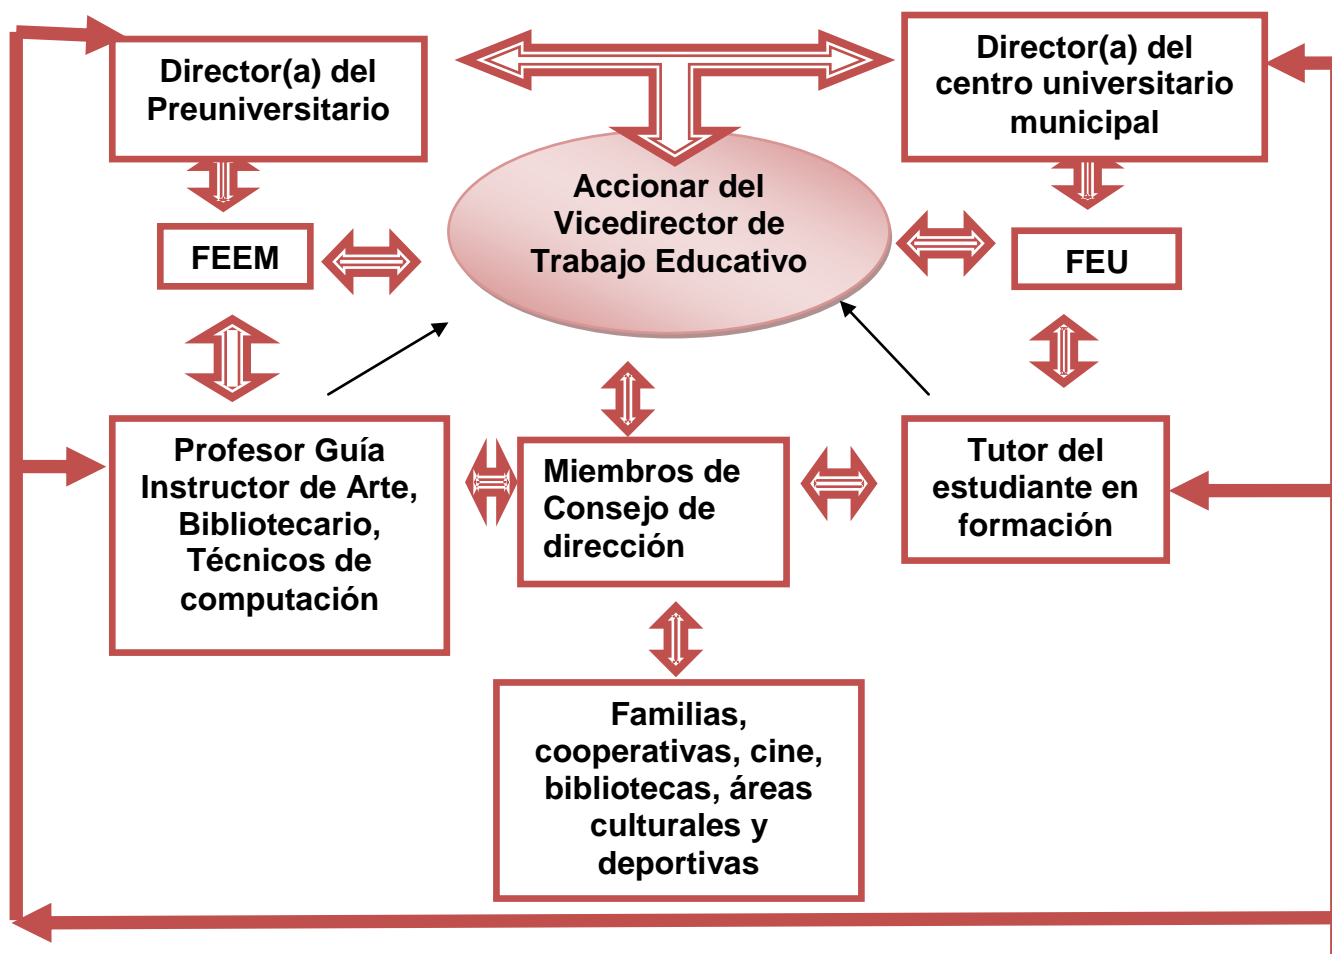 Director(a) del
Preuniversitario
Director(a) del
centro universitario
municipal
Accionar del
Vicedirector de
Trabajo Educativo
FEEM
FEU
Profesor Guía
Instructor de Arte,
Bibliotecario,
Técnicos de
computación
Miembros de
Consejo de
dirección
Tutor del
estudiante en
formación
Familias,
cooperativas, cine,
bibliotecas, áreas
culturales y
deportivas